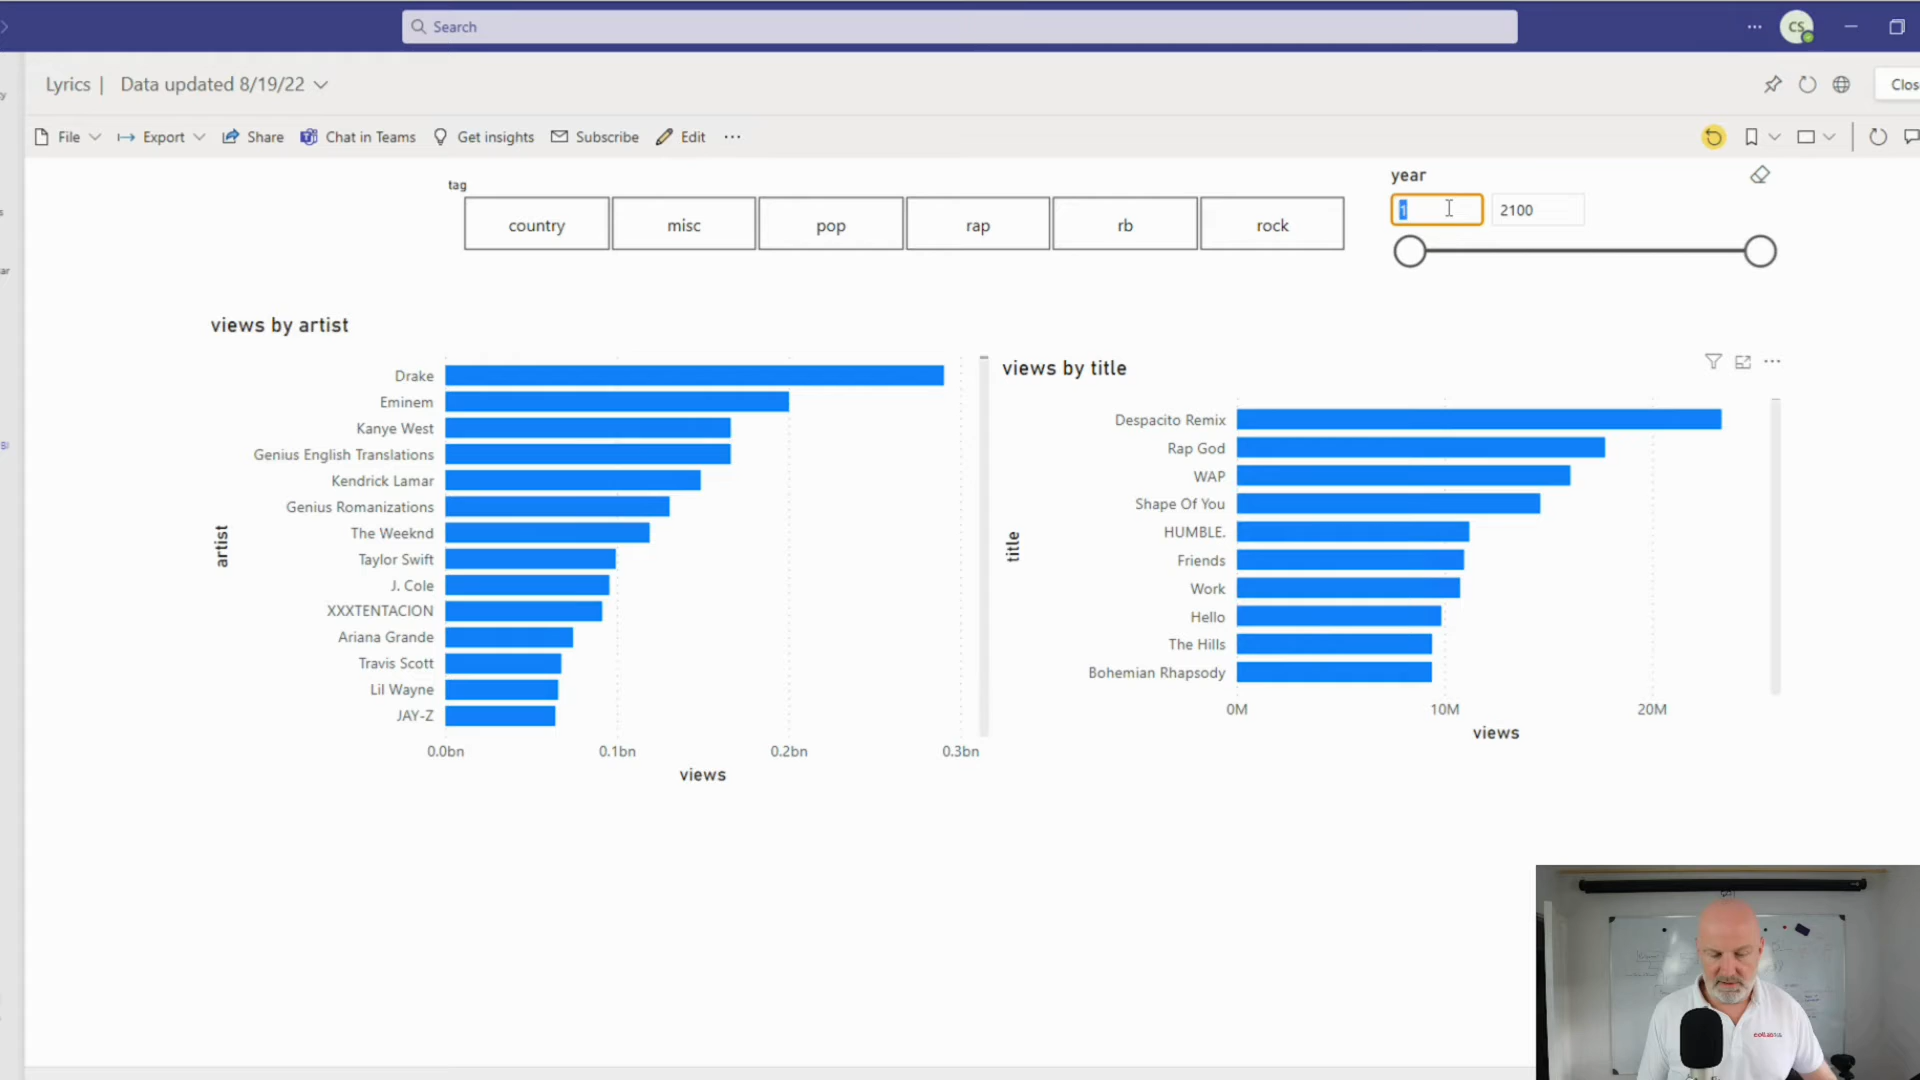 Search
CS
Lyrics | Data updated 8/19/22
Clos
File Export Share Chat in Teams Get insights Subscribe Edit
tag
country misc pop rap rb rock
year
1 2100
views by artist
Drake
Eminem
Kanye West
Genius English Translations
Kendrick Lamar
Genius Romanizations
The Weeknd
Taylor Swift
J. Cole
XXXTENTACION
Ariana Grande
Travis Scott
Lil Wayne
JAY-Z
artist
0.0bn 0.1bn 0.2bn 0.3bn
views
views by title
Despacito Remix
Rap God
WAP
Shape Of You
HUMBLE.
Friends
Work
Hello
The Hills
Bohemian Rhapsody
title
0M 10M 20M
views